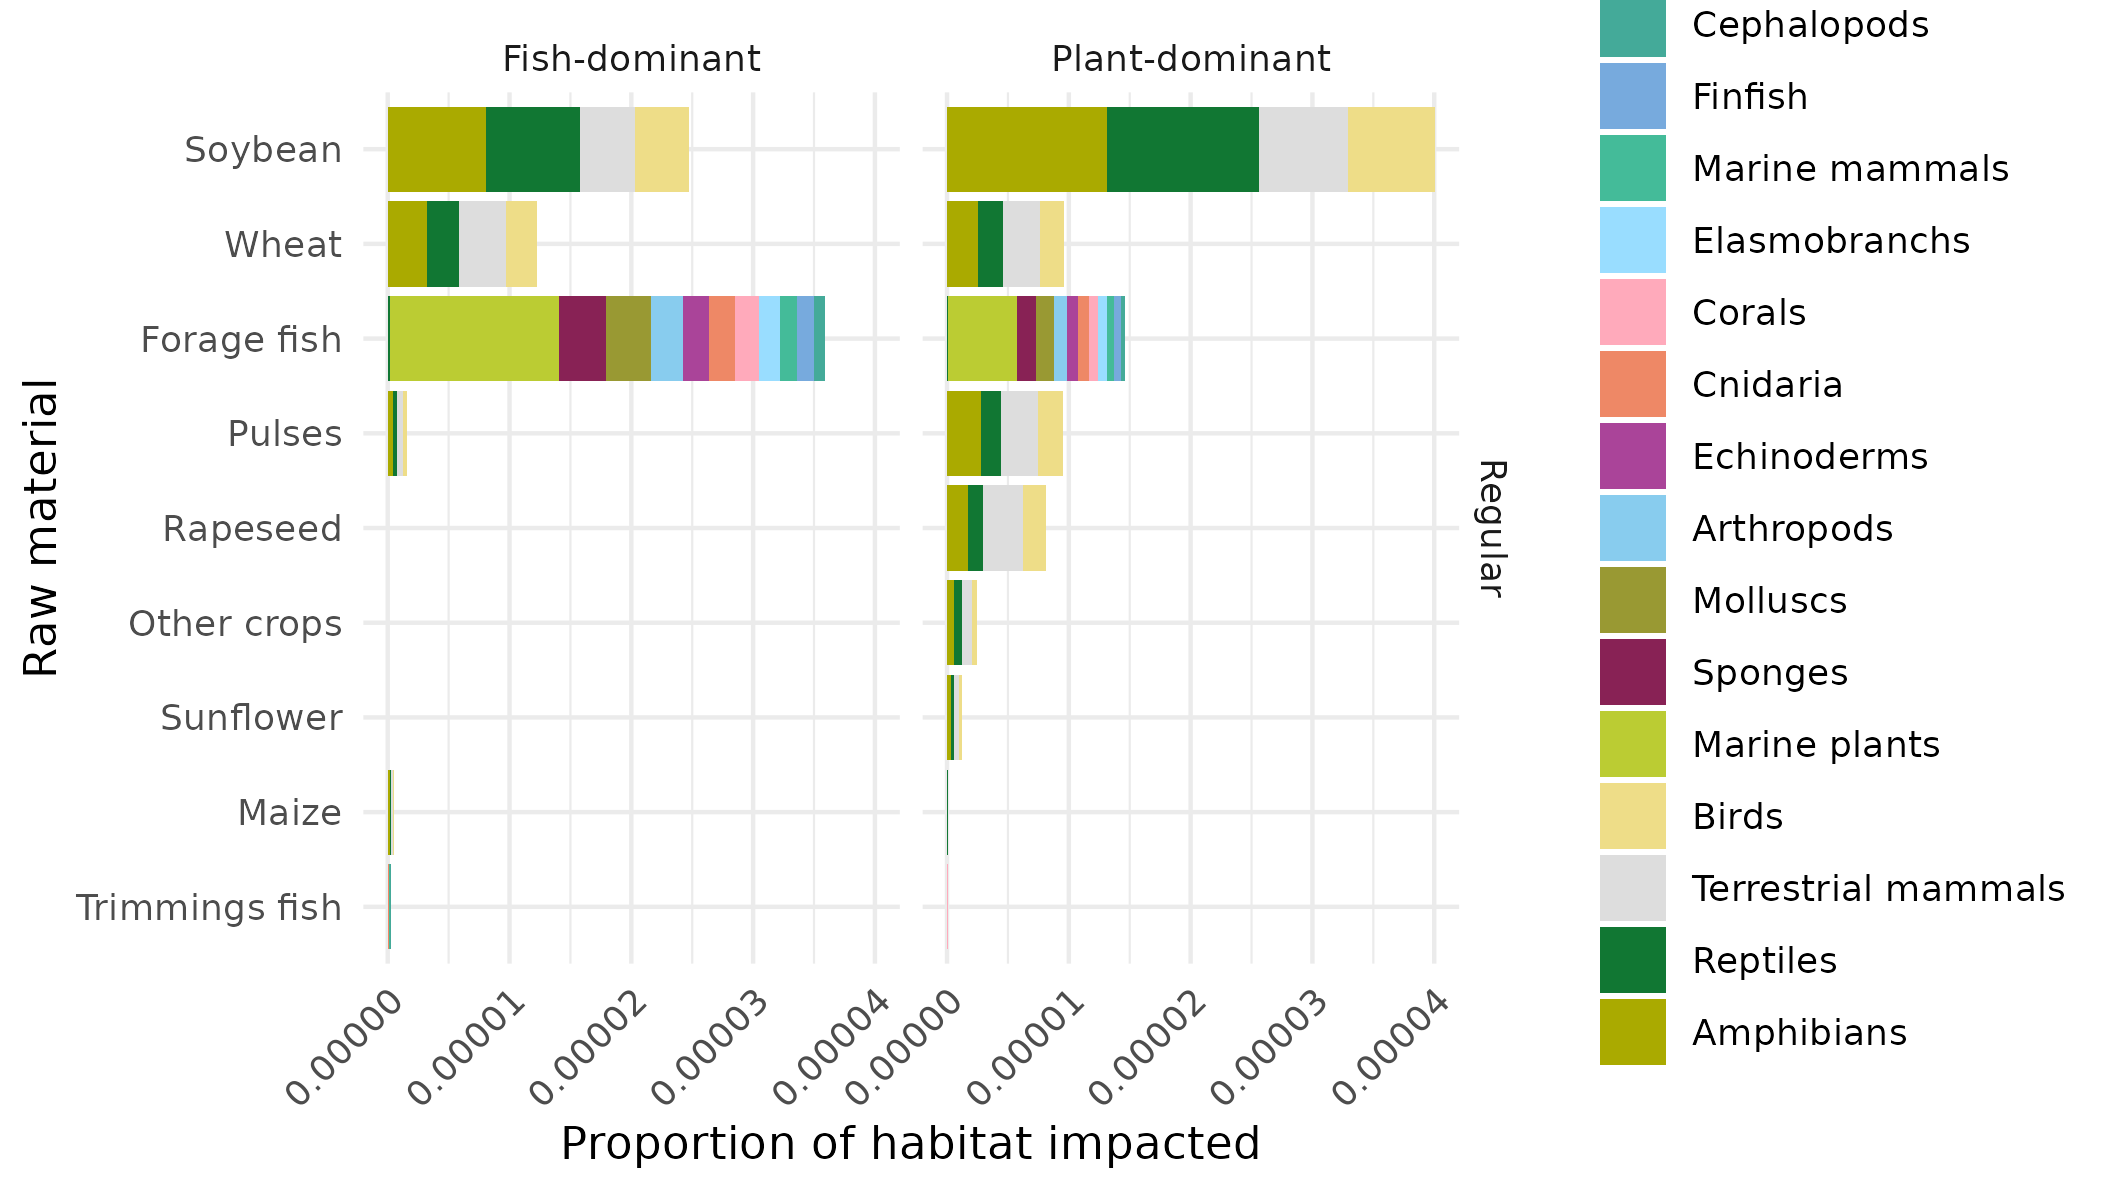 Fish-dominant
Plant-dominant
Raw material
Soybean
Wheat
Forage fish
Pulses
Rapeseed
Other crops
Sunflower
Maize
Trimmings fish
Regular
0.00000
0.00001
0.00002
0.00003
0.00004
0.00000
0.00001
0.00002
0.00003
0.00004
Proportion of habitat impacted
Cephalopods
Finfish
Marine mammals
Elasmobranchs
Corals
Cnidaria
Echinoderms
Arthropods
Molluscs
Sponges
Marine plants
Birds
Terrestrial mammals
Reptiles
Amphibians